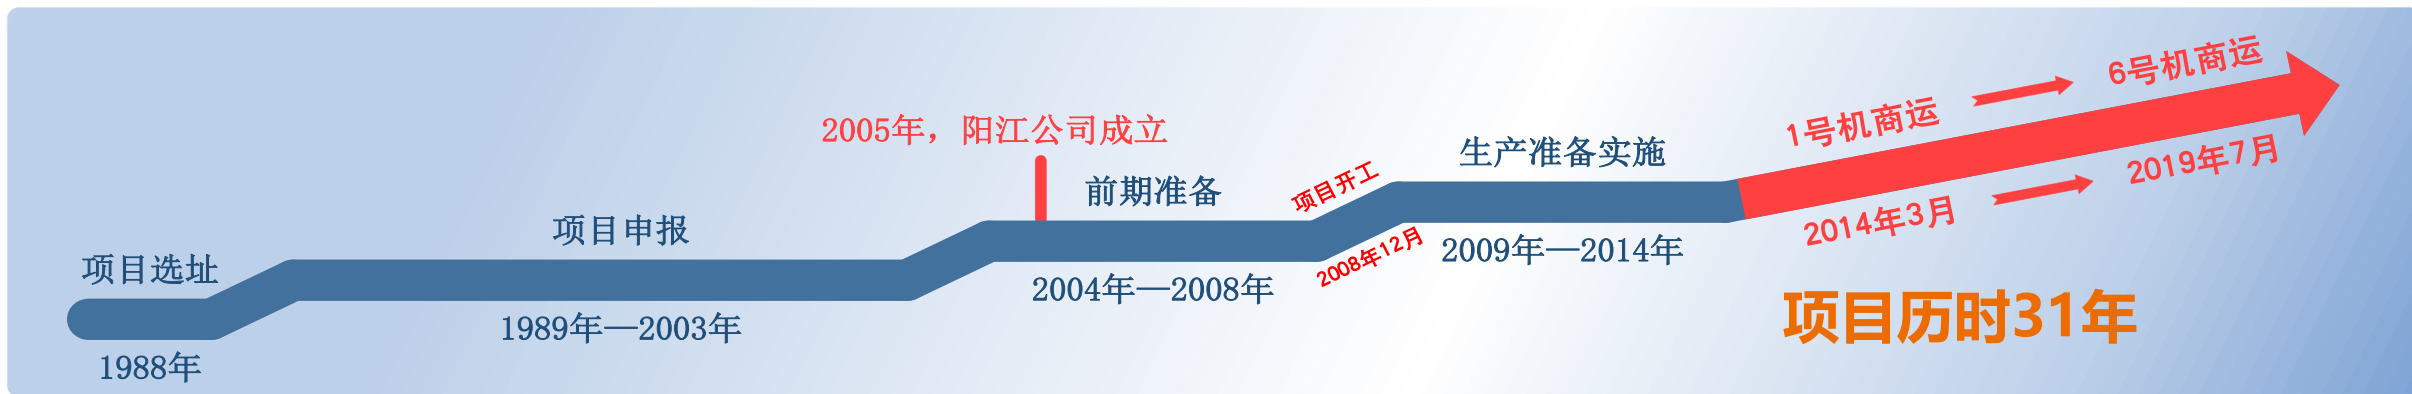 项目选址
1988年
项目申报
1989年—2003年
2005年，阳江公司成立
前期准备
2004年—2008年
项目开工
2008年12月
生产准备实施
2009年—2014年
1号机商运
6号机商运
2014年3月
2019年7月
项目历时31年